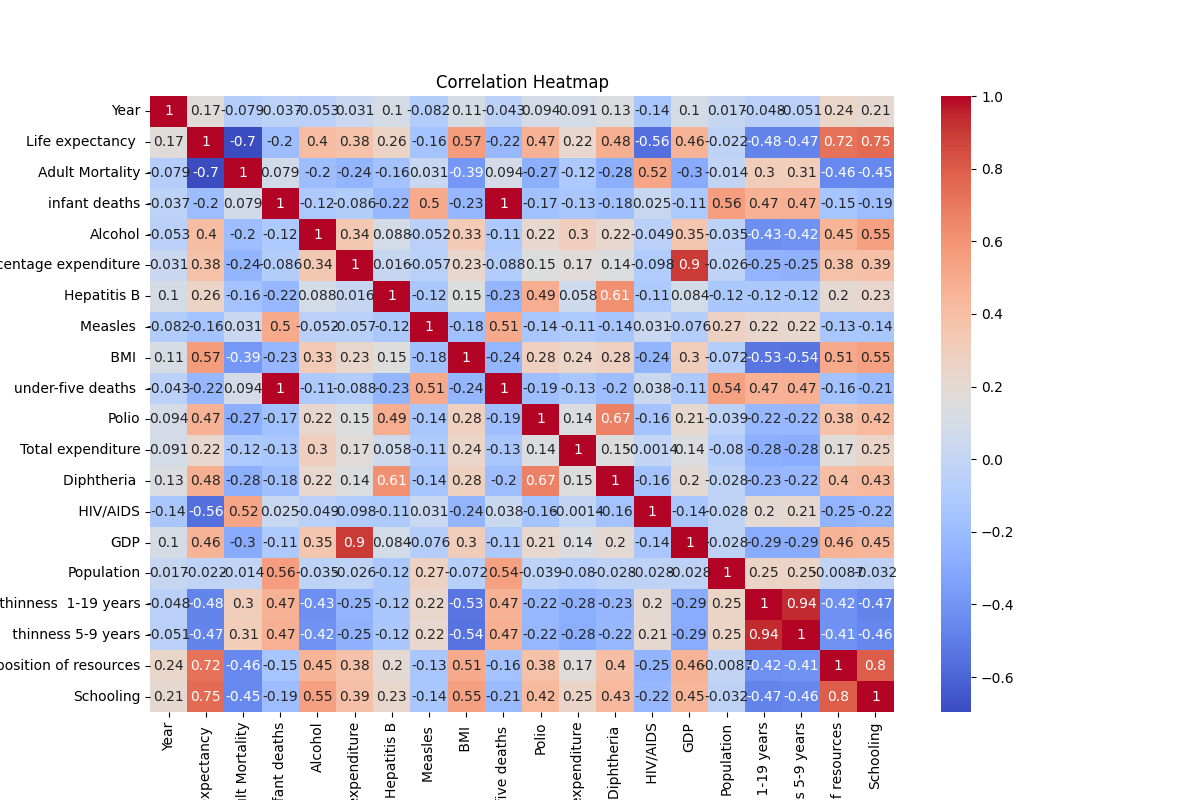 Correlation Heatmap
Year 1 0.17 -0.079 -0.037 -0.053 -0.031 0.1 -0.082 0.11 -0.043 0.094 0.091 0.13 -0.14 0.1 0.017 -0.048 -0.051 0.24 0.21
Life expectancy 0.17 1 -0.7 -0.2 0.4 0.38 0.26 -0.16 0.57 -0.22 0.47 0.22 0.48 -0.56 0.46 -0.022 -0.48 -0.47 0.72 0.75
Adult Mortality -0.079 -0.7 1 0.079 -0.2 -0.24 -0.16 0.031 -0.39 0.094 -0.27 -0.12 -0.28 0.52 -0.3 -0.014 0.3 0.31 -0.46 -0.45
infant deaths -0.037 -0.2 0.079 1 -0.12 -0.086 -0.22 0.5 -0.23 1 -0.17 -0.13 -0.18 0.025 -0.11 0.56 0.47 0.47 -0.15 -0.19
Alcohol -0.053 0.4 -0.2 -0.12 1 0.34 0.088 -0.052 0.33 -0.11 0.22 0.3 0.22 -0.049 0.35 -0.035 -0.43 -0.42 0.45 0.55
centage expenditure -0.031 0.38 -0.24 -0.086 0.34 1 0.016 -0.057 0.23 -0.088 0.15 0.17 0.14 -0.098 0.9 -0.026 -0.25 -0.25 0.38 0.39
Hepatitis B 0.1 0.26 -0.16 -0.22 0.088 0.016 1 -0.12 0.15 -0.23 0.49 0.058 0.61 -0.11 0.084 -0.12 -0.12 -0.12 0.2 0.23
Measles -0.082 -0.16 0.031 0.5 -0.052 -0.057 -0.12 1 -0.18 0.51 -0.14 -0.11 -0.14 0.031 -0.076 0.27 0.22 0.22 -0.13 -0.14
BMI 0.11 0.57 -0.39 -0.23 0.33 0.23 0.15 -0.18 1 -0.24 0.28 0.24 0.28 -0.24 0.3 -0.072 -0.53 -0.54 0.51 0.55
under-five deaths -0.043 -0.22 0.094 1 -0.11 -0.088 -0.23 0.51 -0.24 1 -0.19 -0.13 -0.2 0.038 -0.11 0.54 0.47 0.47 -0.16 -0.21
Polio 0.094 0.47 -0.27 -0.17 0.22 0.15 0.49 -0.14 0.28 -0.19 1 0.14 0.67 -0.16 0.21 -0.039 -0.22 -0.22 0.38 0.42
Total expenditure 0.091 0.22 -0.12 -0.13 0.3 0.17 0.058 -0.11 0.24 -0.13 0.14 1 0.15 -0.0014 0.14 -0.08 -0.28 -0.28 0.17 0.25
Diphtheria 0.13 0.48 -0.28 -0.18 0.22 0.14 0.61 -0.14 0.28 -0.2 0.67 0.15 1 -0.16 0.2 -0.028 -0.23 -0.22 0.4 0.43
HIV/AIDS -0.14 -0.56 0.52 0.025 -0.049 -0.098 -0.11 0.031 -0.24 0.038 -0.16 -0.0014 -0.16 1 -0.14 -0.028 0.2 0.21 -0.25 -0.22
GDP 0.1 0.46 -0.3 -0.11 0.35 0.9 0.084 -0.076 0.3 -0.11 0.21 0.14 0.2 -0.14 1 -0.028 -0.29 -0.29 0.46 0.45
Population 0.017 -0.022 -0.014 0.56 -0.035 -0.026 -0.12 0.27 -0.072 0.54 -0.039 -0.08 -0.028 -0.028 -0.028 1 0.25 0.25 -0.0087 -0.032
thinness 1-19 years -0.048 -0.48 0.3 0.47 -0.43 -0.25 -0.12 0.22 -0.53 0.47 -0.22 -0.28 -0.23 0.2 -0.29 0.25 1 0.94 -0.42 -0.47
thinness 5-9 years -0.051 -0.47 0.31 0.47 -0.42 -0.25 -0.12 0.22 -0.54 0.47 -0.22 -0.28 -0.22 0.21 -0.29 0.25 0.94 1 -0.41 -0.46
position of resources 0.24 0.72 -0.46 -0.15 0.45 0.38 0.2 -0.13 0.51 -0.16 0.38 0.17 0.4 -0.25 0.46 -0.0087 -0.42 -0.41 1 0.8
Schooling 0.21 0.75 -0.45 -0.19 0.55 0.39 0.23 -0.14 0.55 -0.21 0.42 0.25 0.43 -0.22 0.45 -0.032 -0.47 -0.46 0.8 1
Year
expectancy
ult Mortality
fant deaths
Alcohol
expenditure
Hepatitis B
Measles
BMI
five deaths
Polio
expenditure
Diphtheria
HIV/AIDS
GDP
Population
1-19 years
s 5-9 years
f resources
Schooling
1.0
0.8
0.6
0.4
0.2
0.0
−0.2
−0.4
−0.6